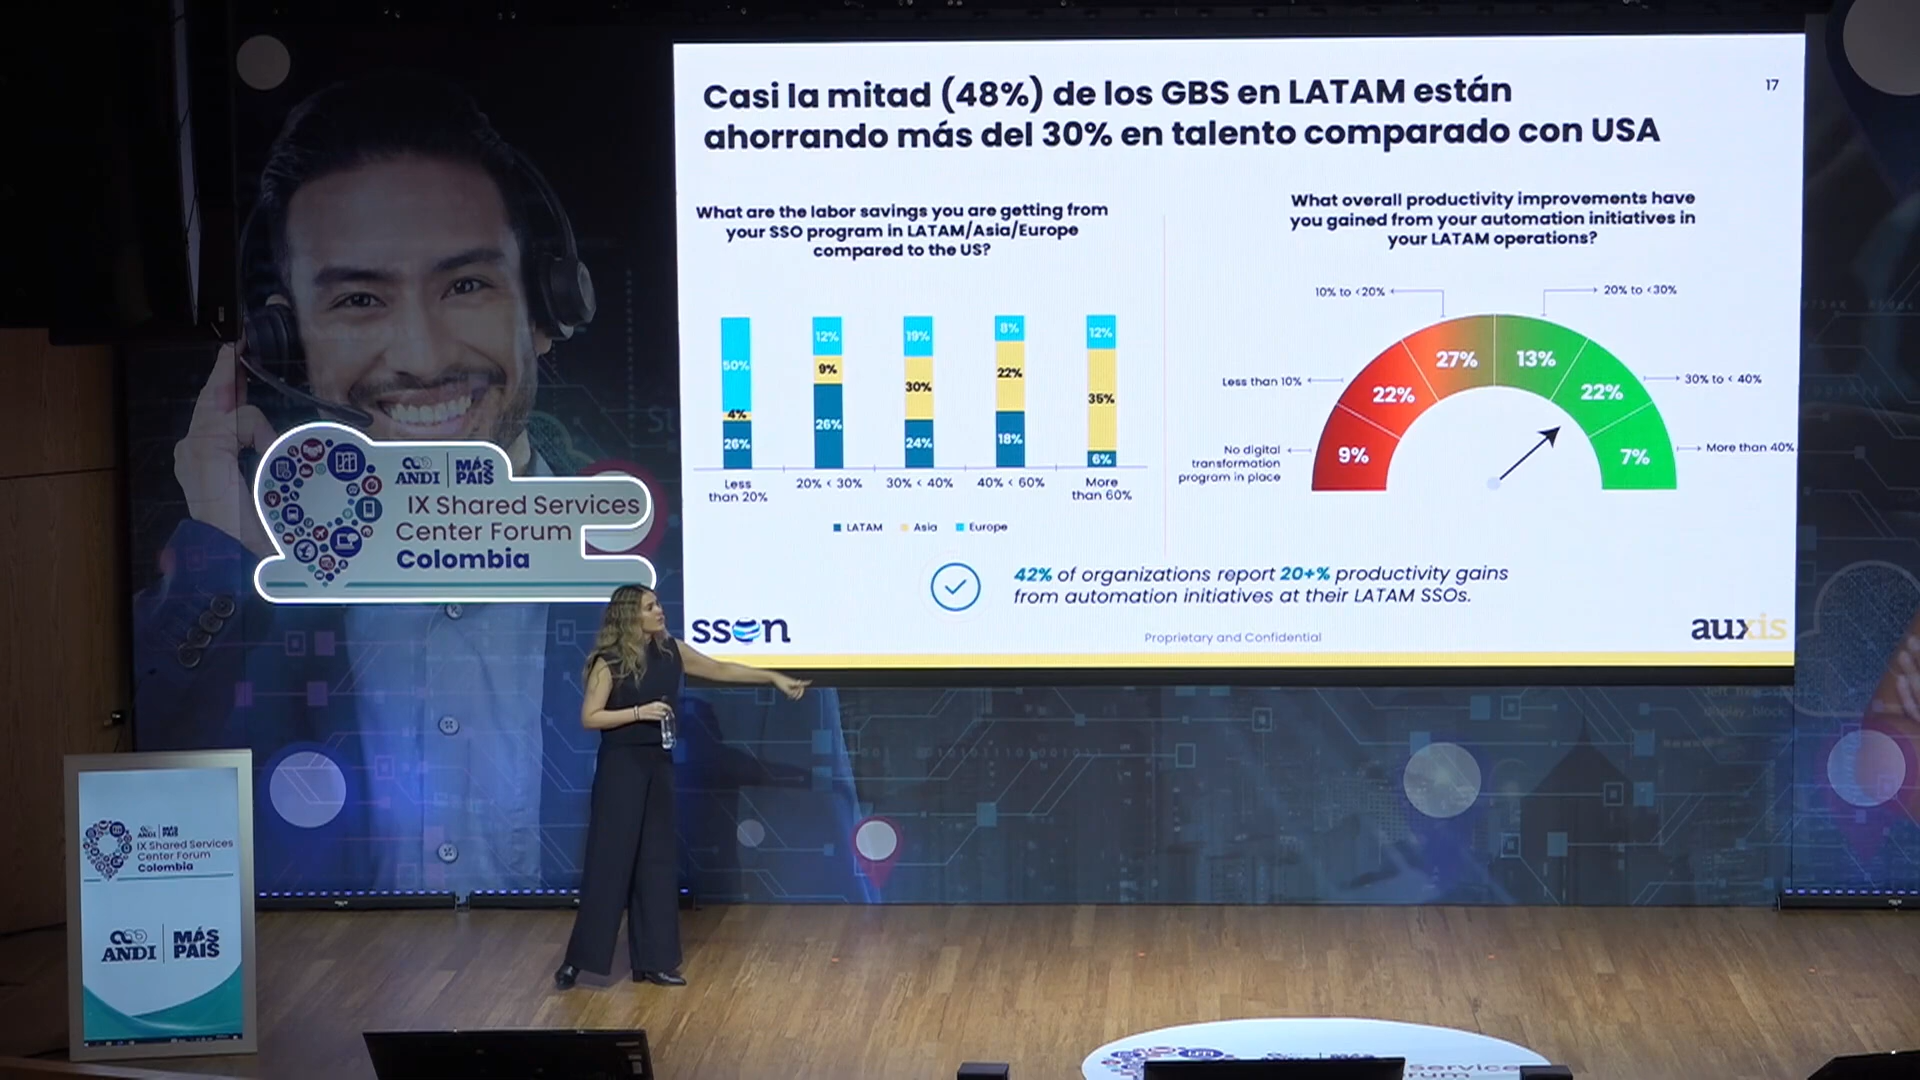 Casi la mitad (48%) de los GBS en LATAM están
ahorrando más del 30% en talento comparado con USA
17
What are the labor savings you are getting from
your SSO program in LATAM/Asia/Europe
compared to the US?
50%
4%
26%
12%
9%
26%
19%
30%
24%
8%
22%
18%
12%
35%
6%
Less
than 20%
20% < 30%
30% < 40%
40% < 60%
More
than 60%
LATAM
Asia
Europe
What overall productivity improvements have
you gained from your automation initiatives in
your LATAM operations?
10% to <20%
20% to <30%
Less than 10%
30% to < 40%
No digital
transformation
program in place
More than 40%
9%
22%
27%
13%
22%
7%
42% of organizations report 20+% productivity gains
from automation initiatives at their LATAM SSOs.
sson
Proprietary and Confidential
auxis
ANDI
MÁS
PAÍS
IX Shared Services
Center Forum
Colombia
ANDI
MÁS
PAÍS
IX Shared Services
Center Forum
Colombia
ANDI
MÁS
PAÍS
Service